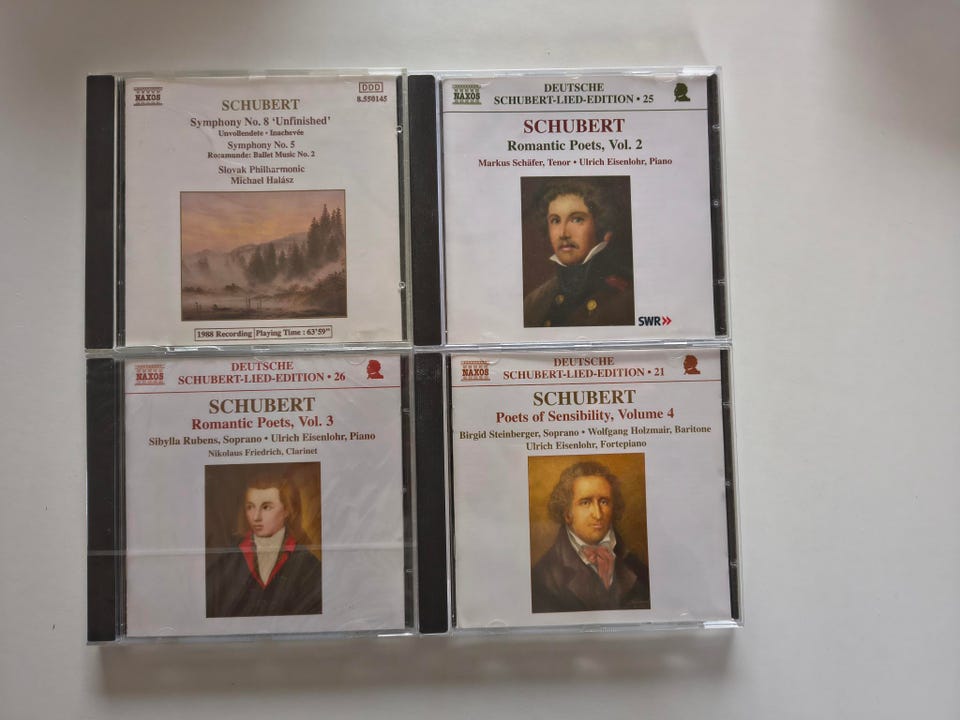 NAXOS
DDD
8.550145
SCHUBERT
Symphony No. 8 'Unfinished'
Unvollendete • Inachevée
Symphony No. 5
Rosamunde: Ballet Music No. 2
Slovak Philharmonic
Michael Halász
1988 Recording Playing Time : 63'59"
NAXOS
DEUTSCHE
SCHUBERT-LIED-EDITION • 25
SCHUBERT
Romantic Poets, Vol. 2
Markus Schäfer, Tenor • Ulrich Eisenlohr, Piano
SWR»
NAXOS
DEUTSCHE
SCHUBERT-LIED-EDITION • 26
SCHUBERT
Romantic Poets, Vol. 3
Sibylla Rubens, Soprano • Ulrich Eisenlohr, Piano
Nikolaus Friedrich, Clarinet
NAXOS
DEUTSCHE
SCHUBERT-LIED-EDITION • 21
SCHUBERT
Poets of Sensibility, Volume 4
Birgid Steinberger, Soprano • Wolfgang Holzmair, Baritone
Ulrich Eisenlohr, Fortepiano